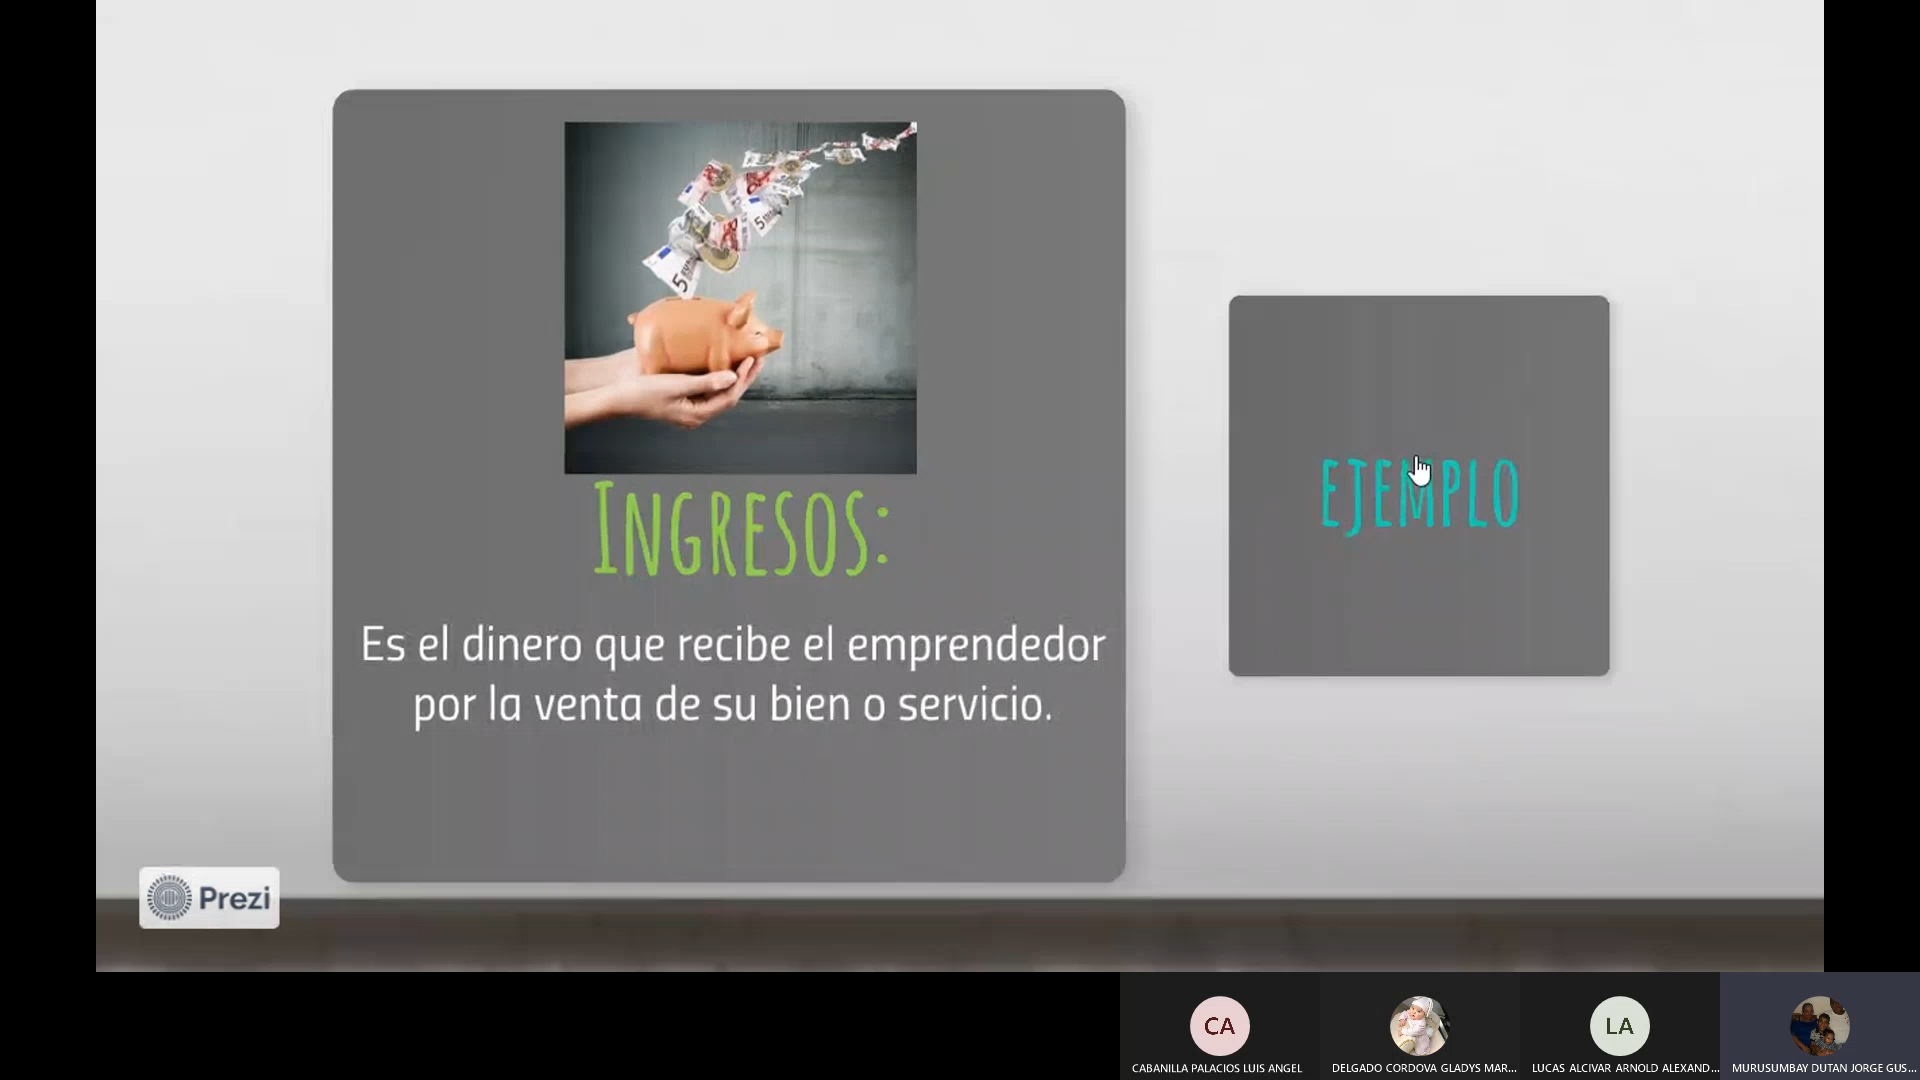 INGRESOS:
Es el dinero que recibe el emprendedor
por la venta de su bien o servicio.
EJEMPLO
Prezi
CA
LA
CABANILLA PALACIOS LUIS ANGEL
DELGADO CORDOVA GLADYS MAR...
LUCAS ALCIVAR ARNOLD ALEXAND...
MURUSUMBAY DUTAN JORGE GUS...